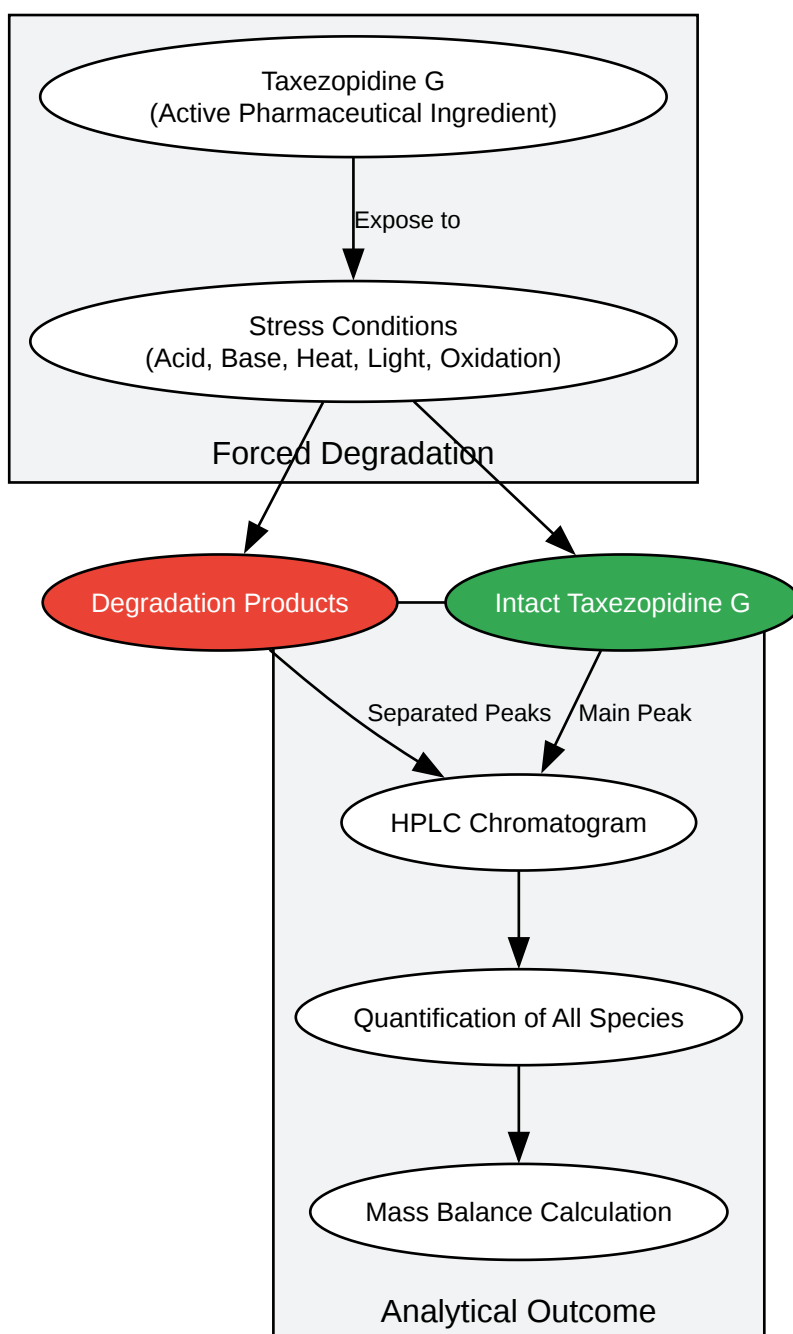 Taxezopidine G
(Active Pharmaceutical Ingredient)
Expose to
Stress Conditions
(Acid, Base, Heat, Light, Oxidation)
Forced Degradation
Degradation Products
Intact Taxezopidine G
Separated Peaks
Main Peak
HPLC Chromatogram
Quantification of All Species
Mass Balance Calculation
Analytical Outcome